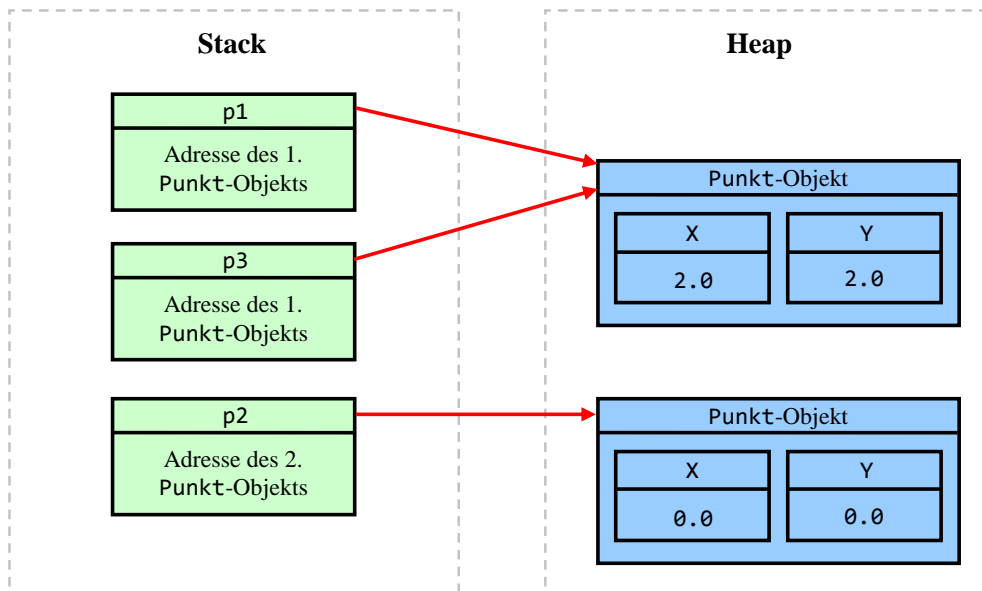 Stack
p1
Adresse des 1.
Punkt-Objekts
p3
Adresse des 1.
Punkt-Objekts
p2
Adresse des 2.
Punkt-Objekts
Heap
Punkt-Objekt
X Y
2.0 2.0
Punkt-Objekt
X Y
0.0 0.0